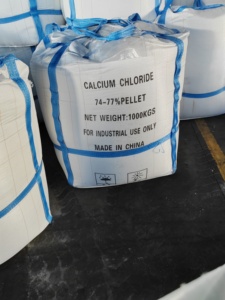 CALCIUM CHLORIDE
74-77%PELLET
NET WEIGHT:1000KGS
FOR INDUSTRIAL USE ONLY
MADE IN CHINA